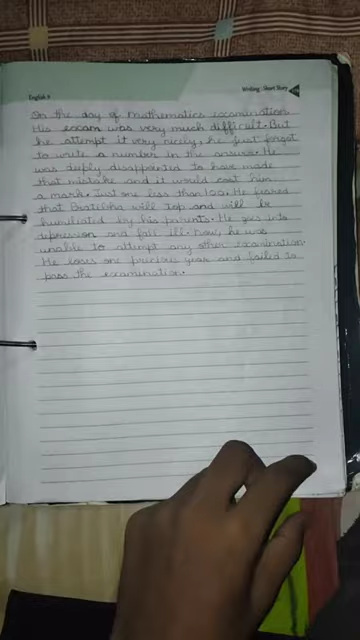 English 9
Writing: Short Story
On the day of mathematics examination
His exam was very much difficult. But
he attempt it very nicely, he just forgot
to write a number in the answer. He
was deeply disappointed to have made
that mistake and it would cost him
a mark. Just one less than 100. He feared
that will top and will be
humiliated by his parents. He goes into
depression and fall ill. Now, he was
unable to attempt any other examination.
He loses one precious year and failed to
pass the examination.